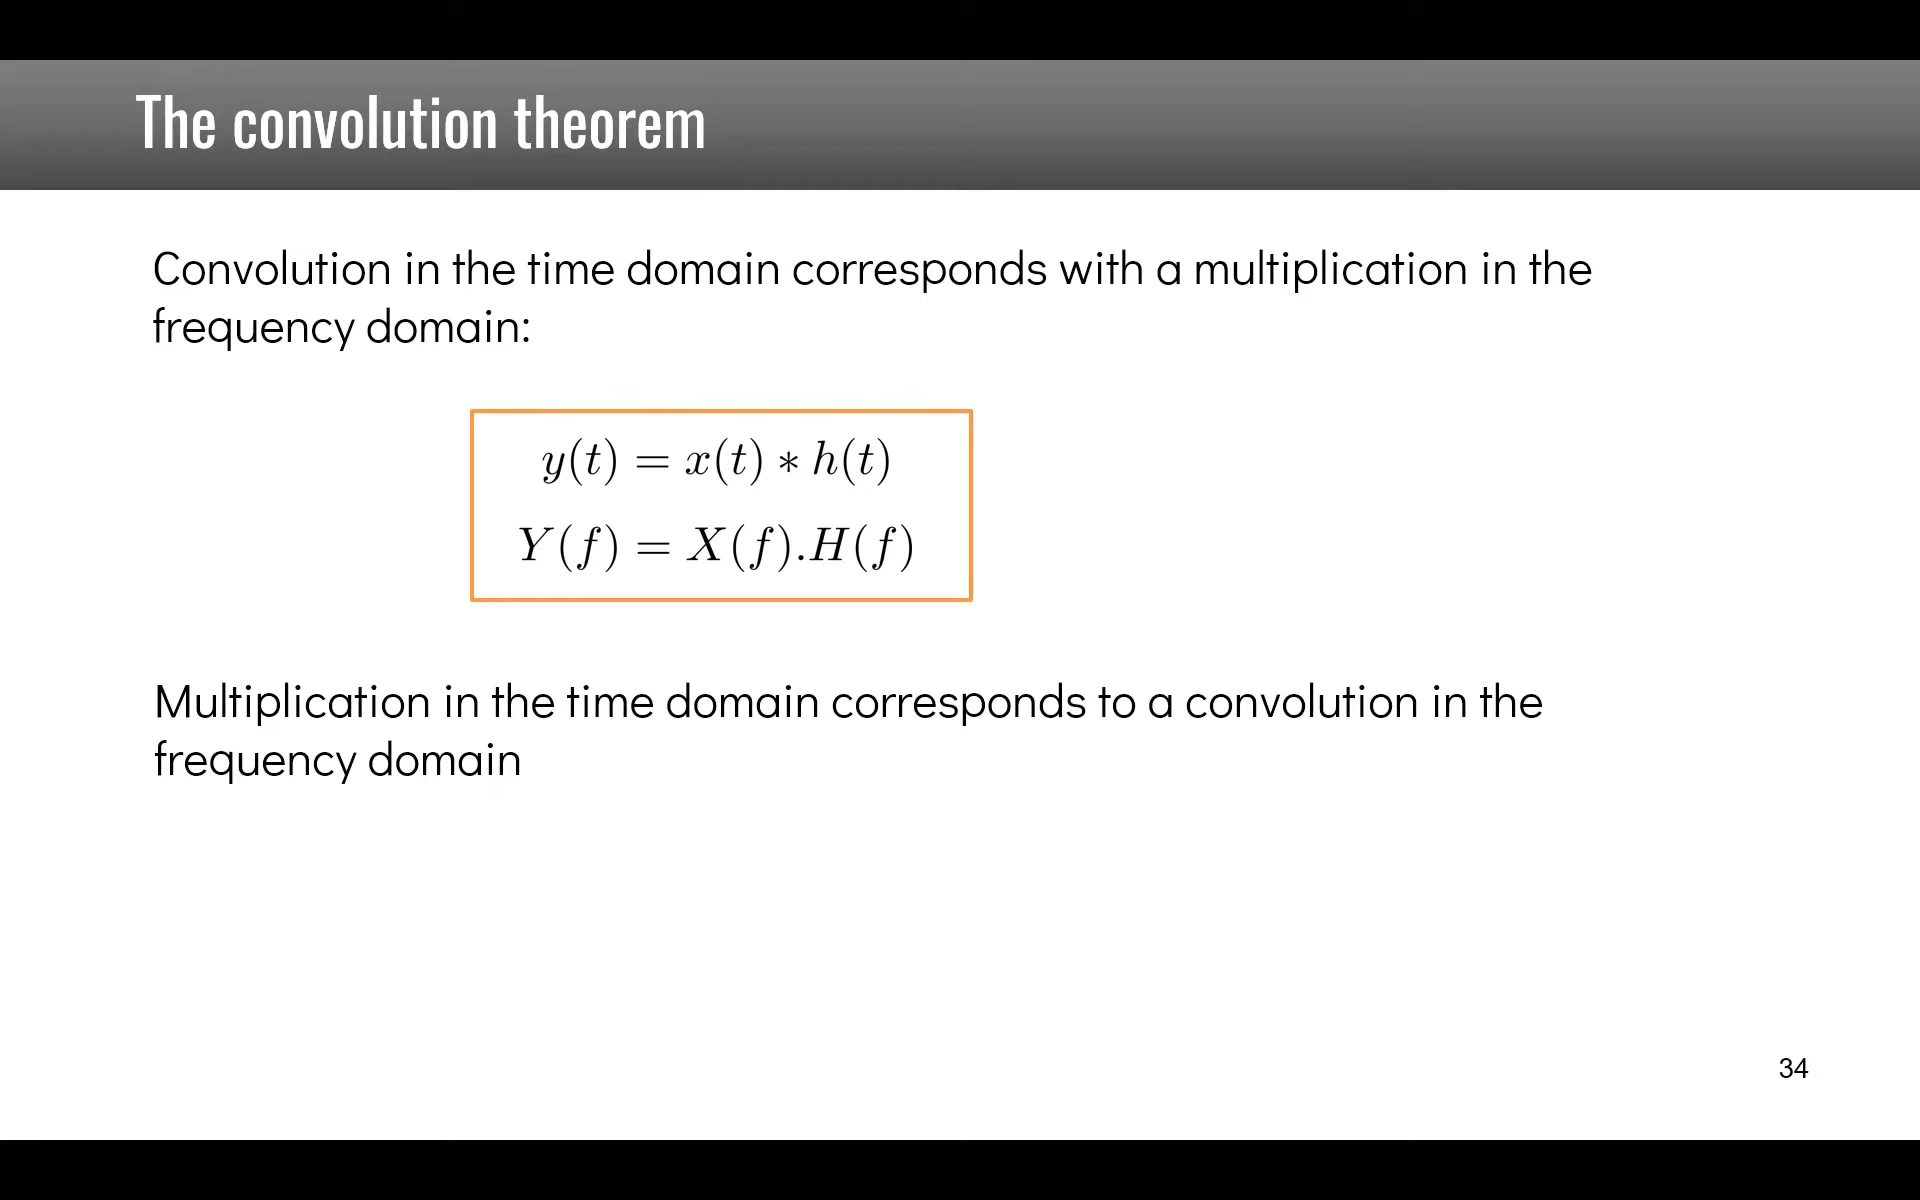 The convolution theorem
Convolution in the time domain corresponds with a multiplication in the
frequency domain:
y(t) = x(t) ∗ h(t)
Y(f) = X(f).H(f)
Multiplication in the time domain corresponds to a convolution in the
frequency domain
34